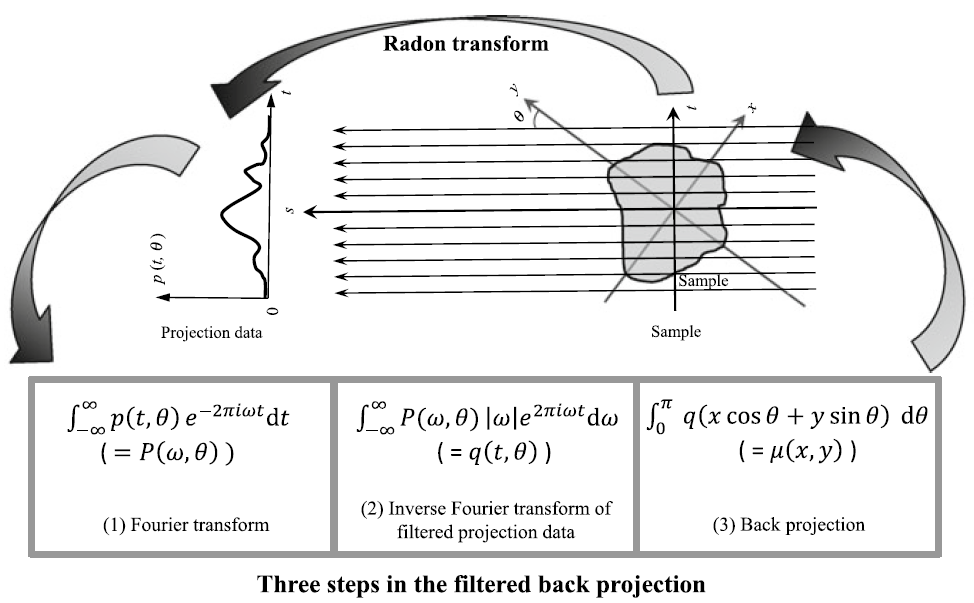 Radon transform
t
p (t, θ)
0
Projection data
s
y
θ
t
x
Sample
Sample
∫_{-∞}^{∞} p(t, θ) e^{−2πiωt} dt
( = P(ω, θ) )
(1) Fourier transform
∫_{-∞}^{∞} P(ω, θ) |ω| e^{2πiωt} dω
( = q(t, θ) )
(2) Inverse Fourier transform of
filtered projection data
∫_{0}^{π} q(x cos θ + y sin θ) dθ
( = μ(x, y) )
(3) Back projection
Three steps in the filtered back projection